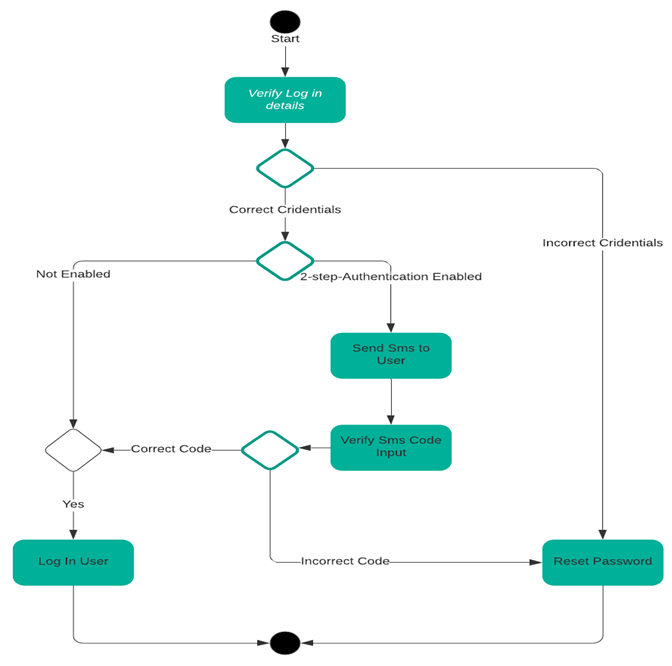 Start
Verify Log in
details
Correct Cridentials
Incorrect Cridentials
Not Enabled
2-step-Authentication Enabled
Send Sms to
User
Verify Sms Code
Input
Correct Code
Yes
Log In User
Incorrect Code
Reset Password